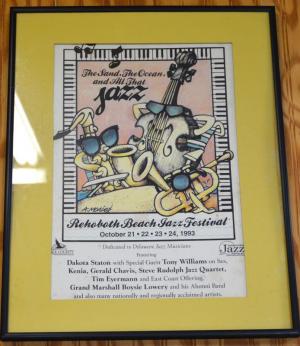 The Sand, The Ocean,
and All That
jazz
Rehoboth Beach Jazz Festival
October 21 • 22 • 23 • 24, 1993
Dedicated to Delaware Jazz Musicians
featuring
Dakota Staton with Special Guest Tony Williams on Sax,
Kenia, Gerald Chavis, Steve Rudolph Jazz Quartet,
Tim Eyermann and East Coast Offering,
Grand Marshall Boysie Lowery and his Alumni Band
and also many nationally and regionally acclaimed artists.
Jazz